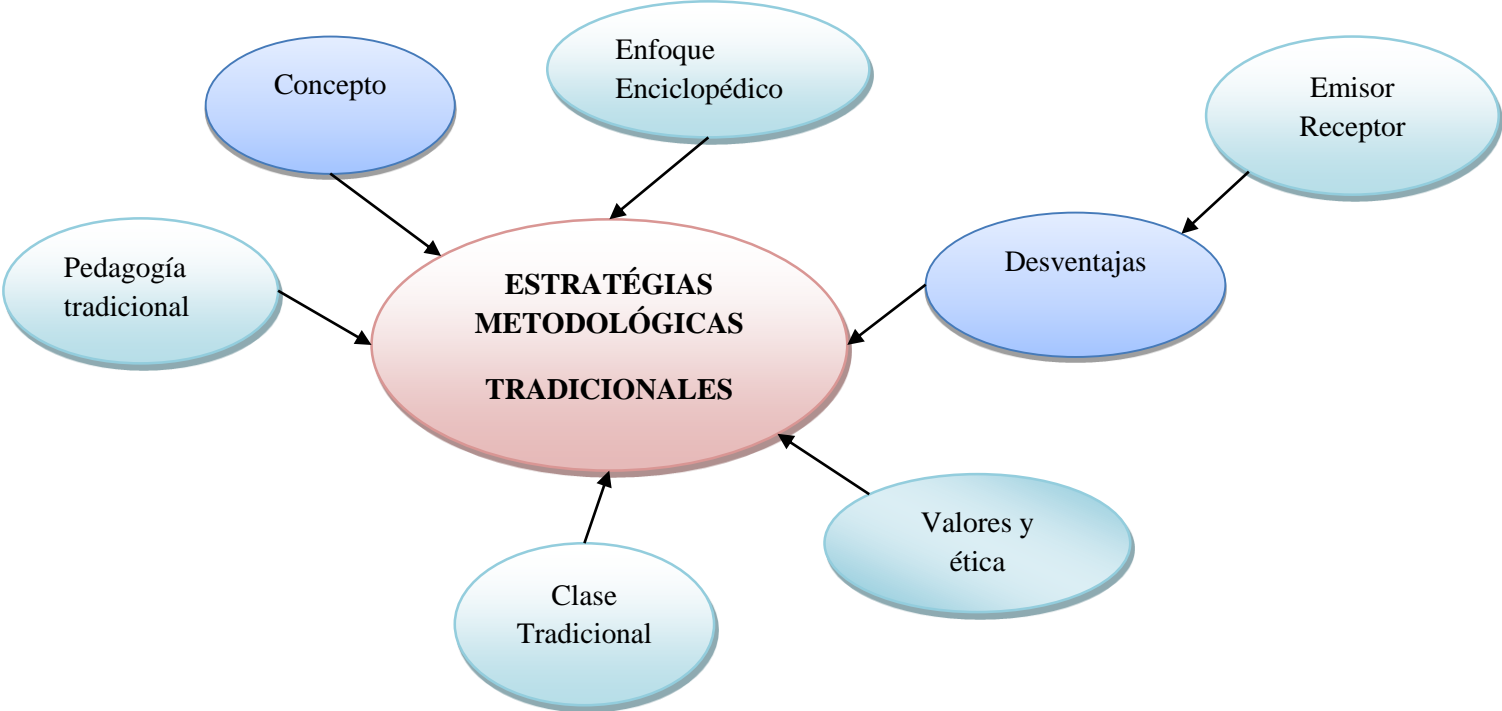 Enfoque
Enciclopédico
Concepto
Emisor
Receptor
Pedagogía
tradicional
Desventajas
ESTRATÉGIAS
METODOLÓGICAS
TRADICIONALES
Valores y
ética
Clase
Tradicional